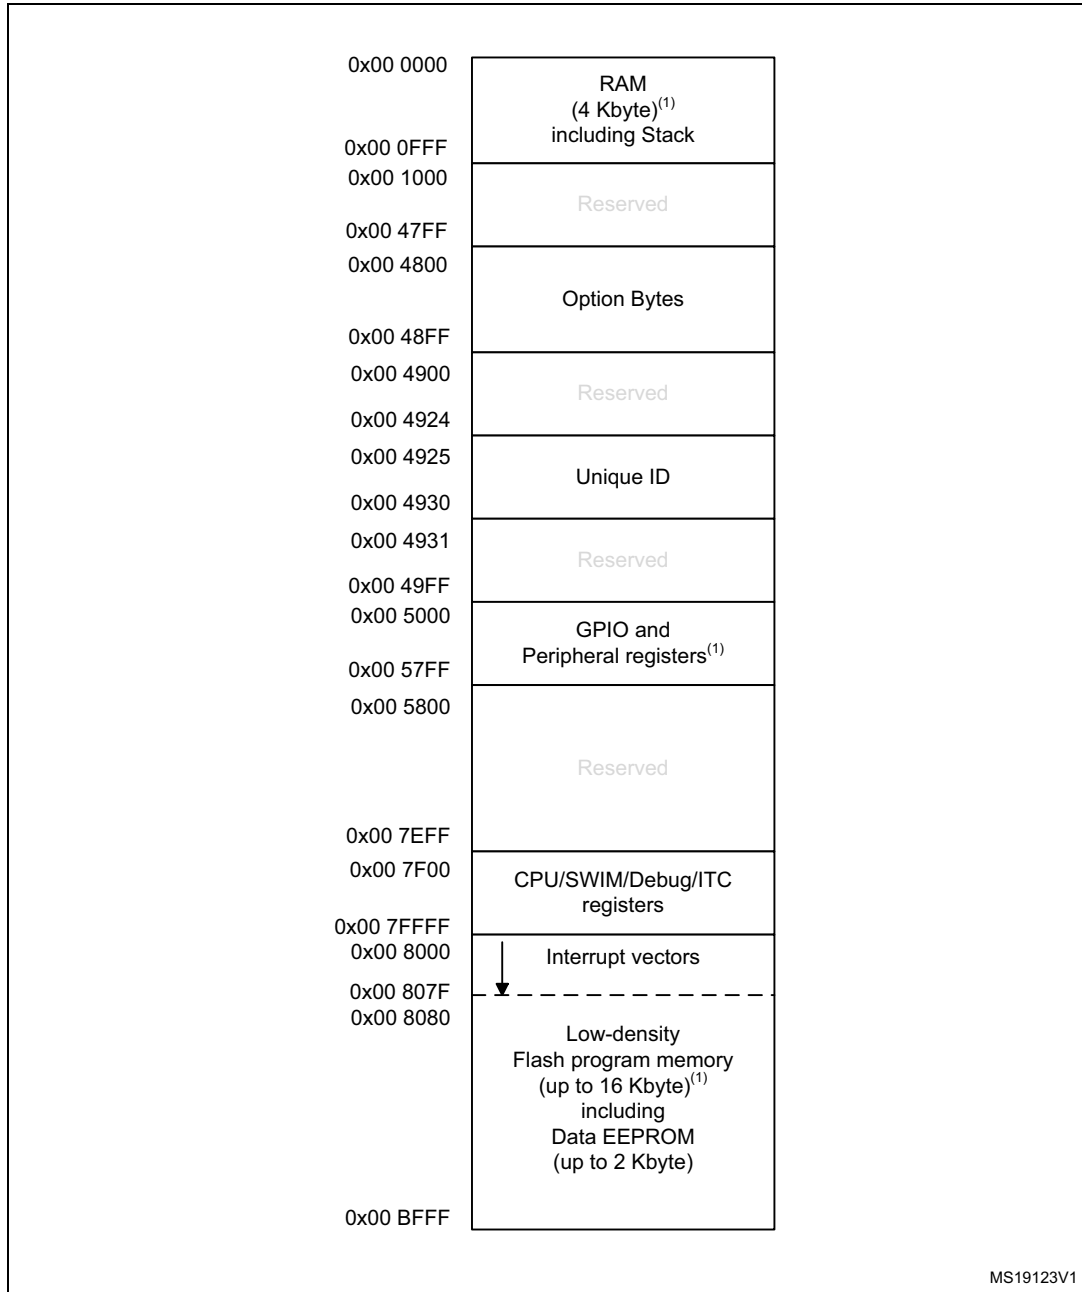 0x00 0000
RAM
(4 Kbyte)(1)
including Stack
0x00 0FFF
0x00 1000
Reserved
0x00 47FF
0x00 4800
Option Bytes
0x00 48FF
0x00 4900
Reserved
0x00 4924
0x00 4925
Unique ID
0x00 4930
0x00 4931
Reserved
0x00 49FF
0x00 5000
GPIO and
Peripheral registers(1)
0x00 57FF
0x00 5800
Reserved
0x00 7EFF
0x00 7F00
CPU/SWIM/Debug/ITC
registers
0x00 7FFFF
0x00 8000
Interrupt vectors
0x00 807F
0x00 8080
Low-density
Flash program memory
(up to 16 Kbyte)(1)
including
Data EEPROM
(up to 2 Kbyte)
0x00 BFFF
MS19123V1